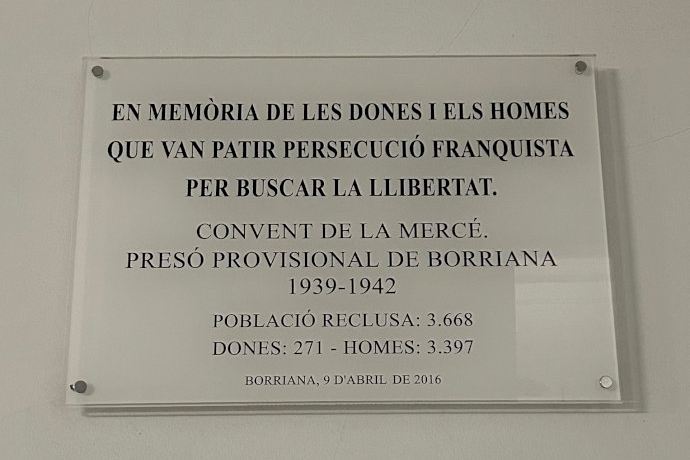 EN MEMÒRIA DE LES DONES I ELS HOMES
QUE VAN PATIR PERSECUCIÓ FRANQUISTA
PER BUSCAR LA LLIBERTAT.
CONVENT DE LA MERCÉ.
PRESÓ PROVISIONAL DE BORRIANA
1939-1942
POBLACIÓ RECLUSA: 3.668
DONES: 271 - HOMES: 3.397
BORRIANA, 9 D'ABRIL DE 2016